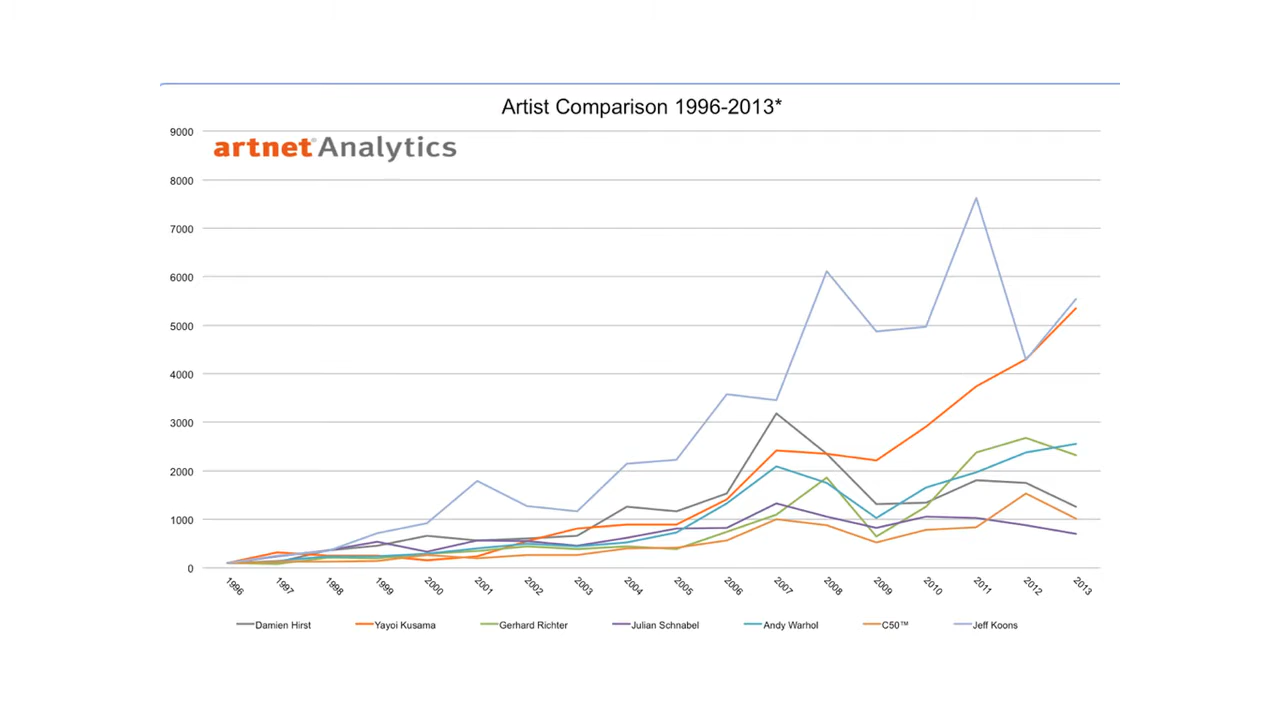 Artist Comparison 1996-2013*
artnet®Analytics
9000
8000
7000
6000
5000
4000
3000
2000
1000
0
1996 1997 1998 1999 2000 2001 2002 2003 2004 2005 2006 2007 2008 2009 2010 2011 2012 2013
Damien Hirst Yayoi Kusama Gerhard Richter Julian Schnabel Andy Warhol C50™ Jeff Koons